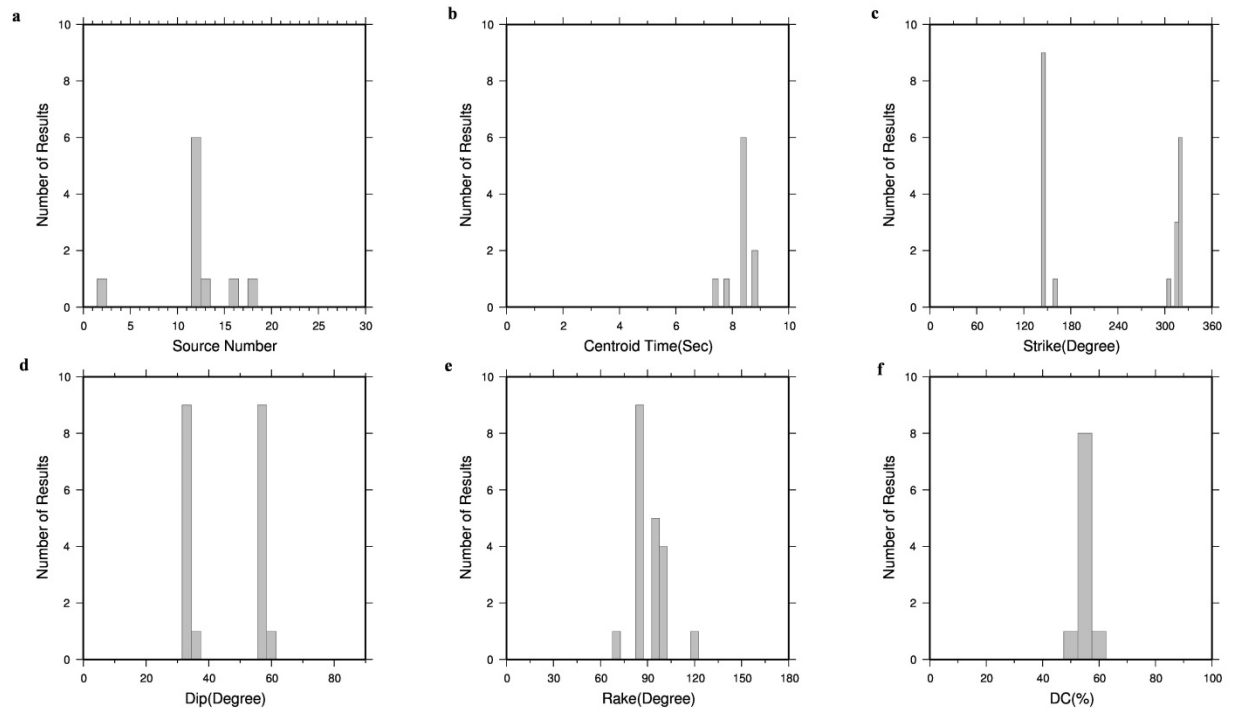 a
10
8
6
4
2
0
Number of Results
0 5 10 15 20 25 30
Source Number
b
10
8
6
4
2
0
Number of Results
0 2 4 6 8 10
Centroid Time(Sec)
c
10
8
6
4
2
0
Number of Results
0 60 120 180 240 300 360
Strike(Degree)
d
10
8
6
4
2
0
Number of Results
0 20 40 60 80
Dip(Degree)
e
10
8
6
4
2
0
Number of Results
0 30 60 90 120 150 180
Rake(Degree)
f
10
8
6
4
2
0
Number of Results
0 20 40 60 80 100
DC(%)